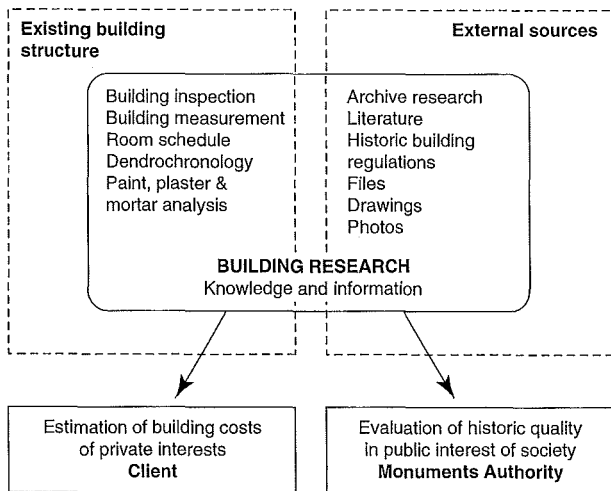 Existing building
structure
External sources
Building inspection
Building measurement
Room schedule
Dendrochronology
Paint, plaster &
mortar analysis
Archive research
Literature
Historic building
regulations
Files
Drawings
Photos
BUILDING RESEARCH
Knowledge and information
Estimation of building costs
of private interests
Client
Evaluation of historic quality
in public interest of society
Monuments Authority